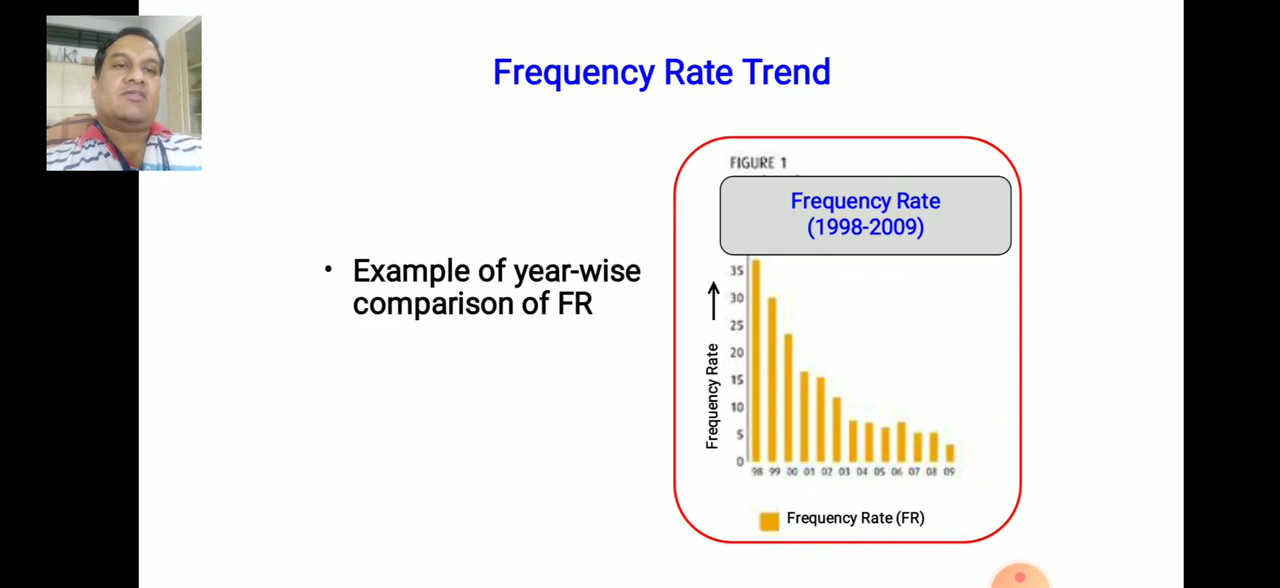 Frequency Rate Trend
• Example of year-wise
comparison of FR
FIGURE 1
Frequency Rate
(1998-2009)
Frequency Rate
35
30
25
20
15
10
5
0
98 99 00 01 02 03 04 05 06 07 08 09
Frequency Rate (FR)